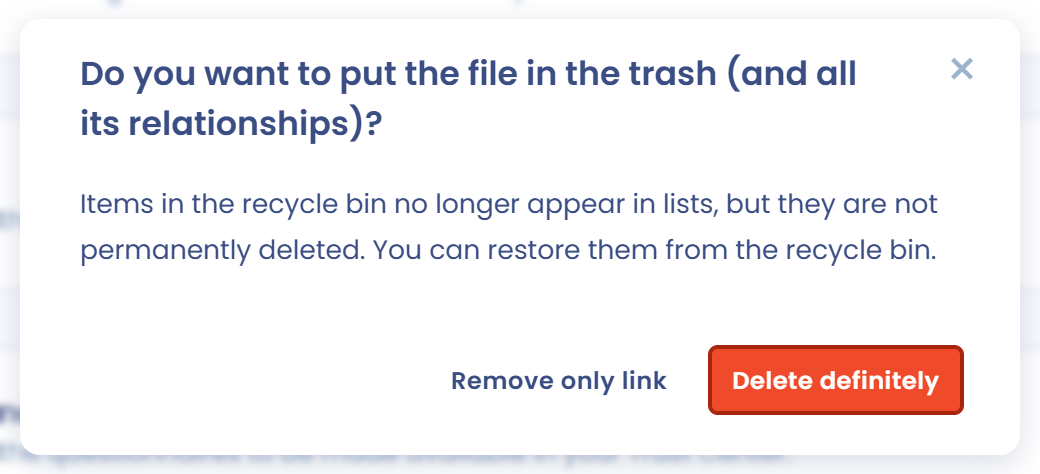 Do you want to put the file in the trash (and all
its relationships)?
Items in the recycle bin no longer appear in lists, but they are not
permanently deleted. You can restore them from the recycle bin.
Remove only link
Delete definitely